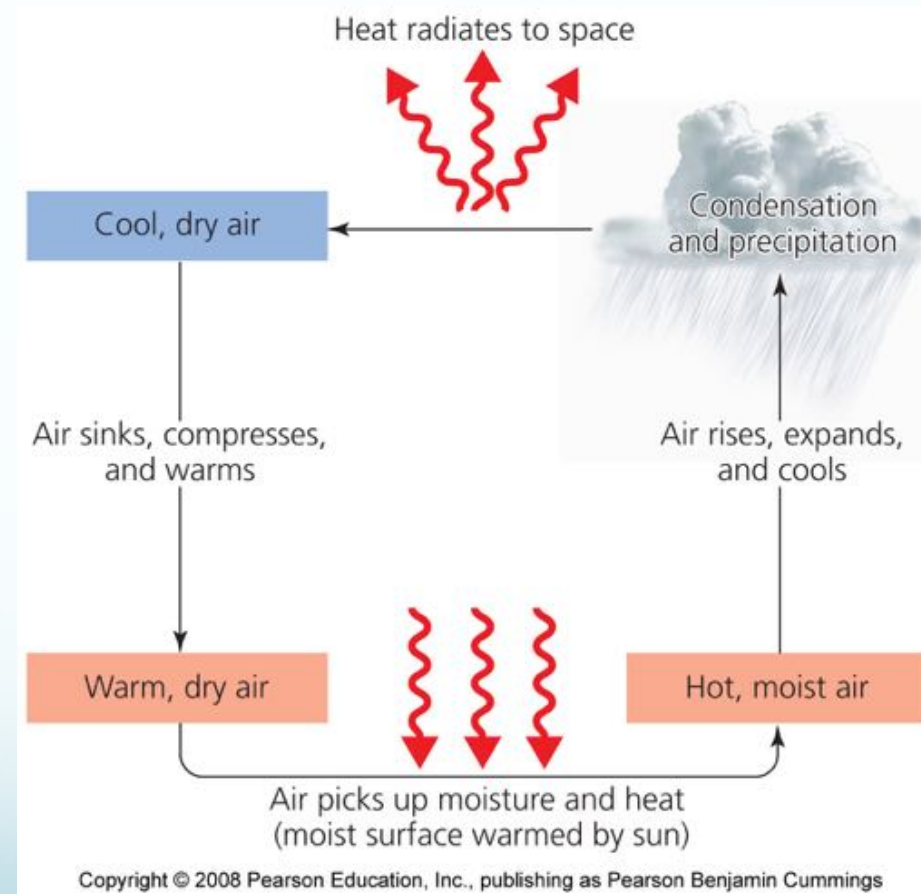 Heat radiates to space
Cool, dry air
Condensation
and precipitation
Air sinks, compresses,
and warms
Air rises, expands,
and cools
Warm, dry air
Hot, moist air
Air picks up moisture and heat
(moist surface warmed by sun)
Copyright © 2008 Pearson Education, Inc., publishing as Pearson Benjamin Cummings